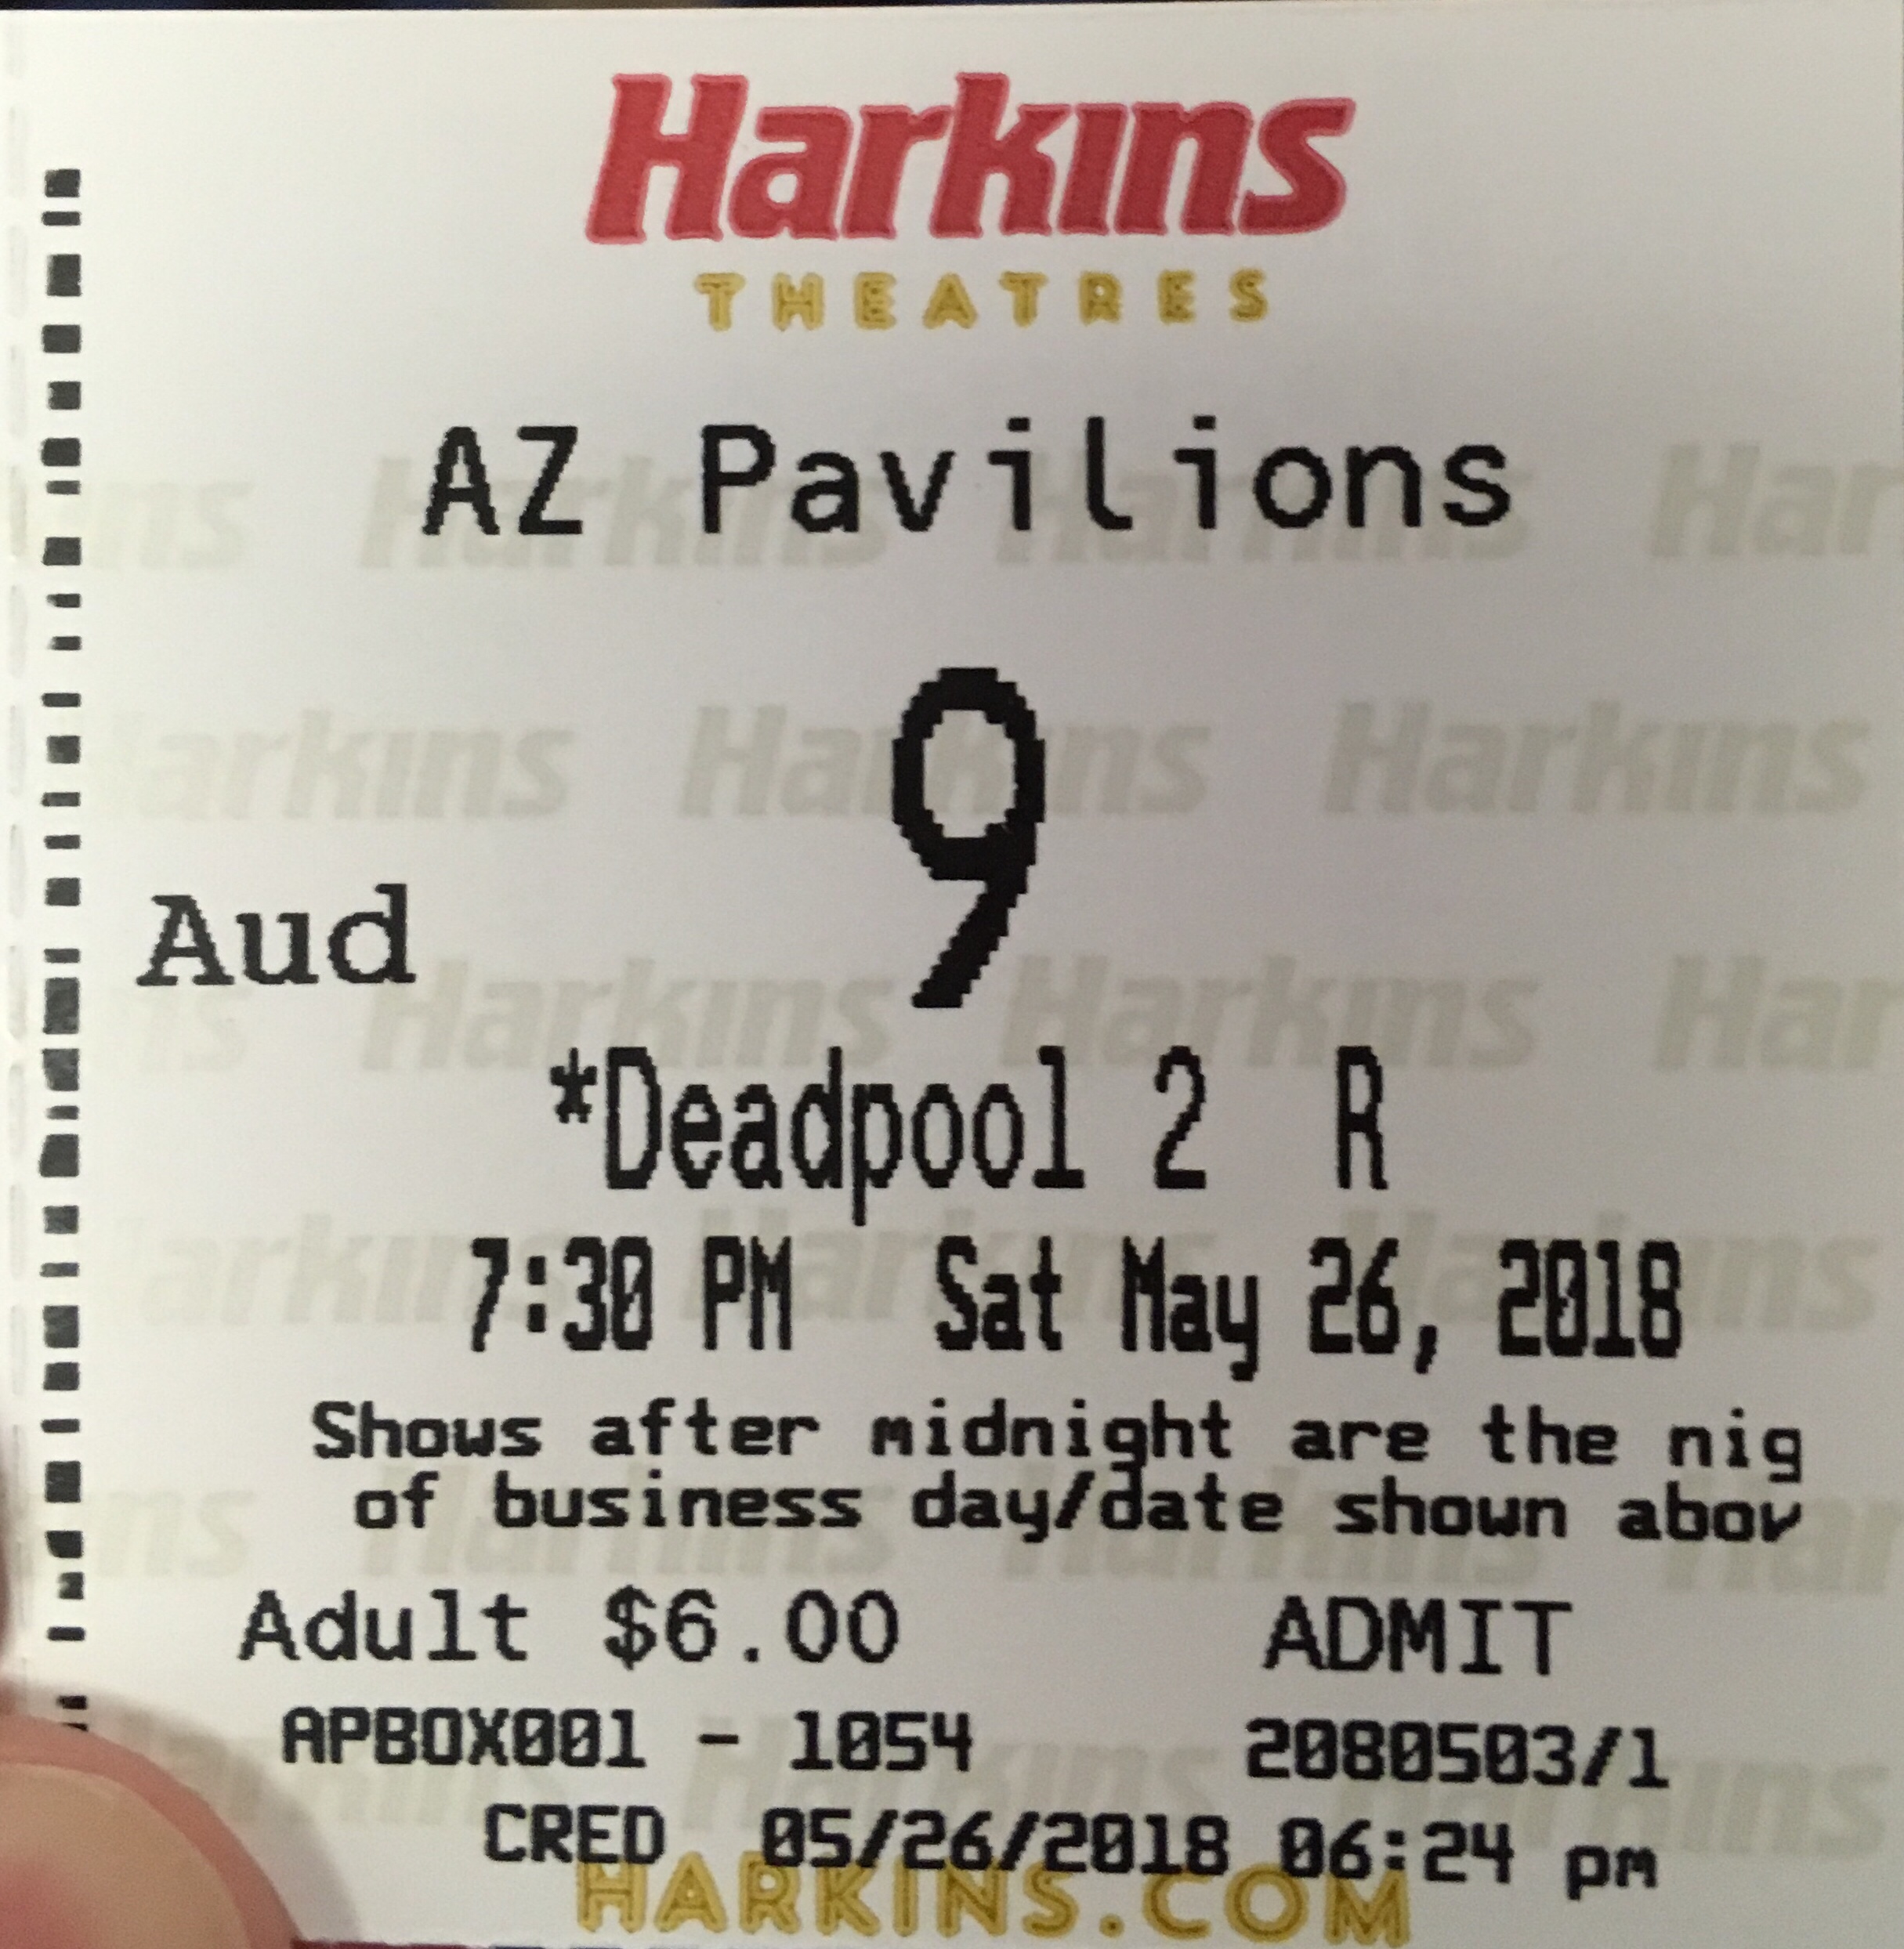 Harkins
THEATRES
AZ Pavilions
Aud 9
*Deadpool 2 R
7:30 PM Sat May 26, 2018
Shows after midnight are the nig
of business day/date shown abov
Adult $6.00 ADMIT
APBOX001 - 1054 2080503/1
CRED 05/26/2018 06:24 pm
HARKINS.COM